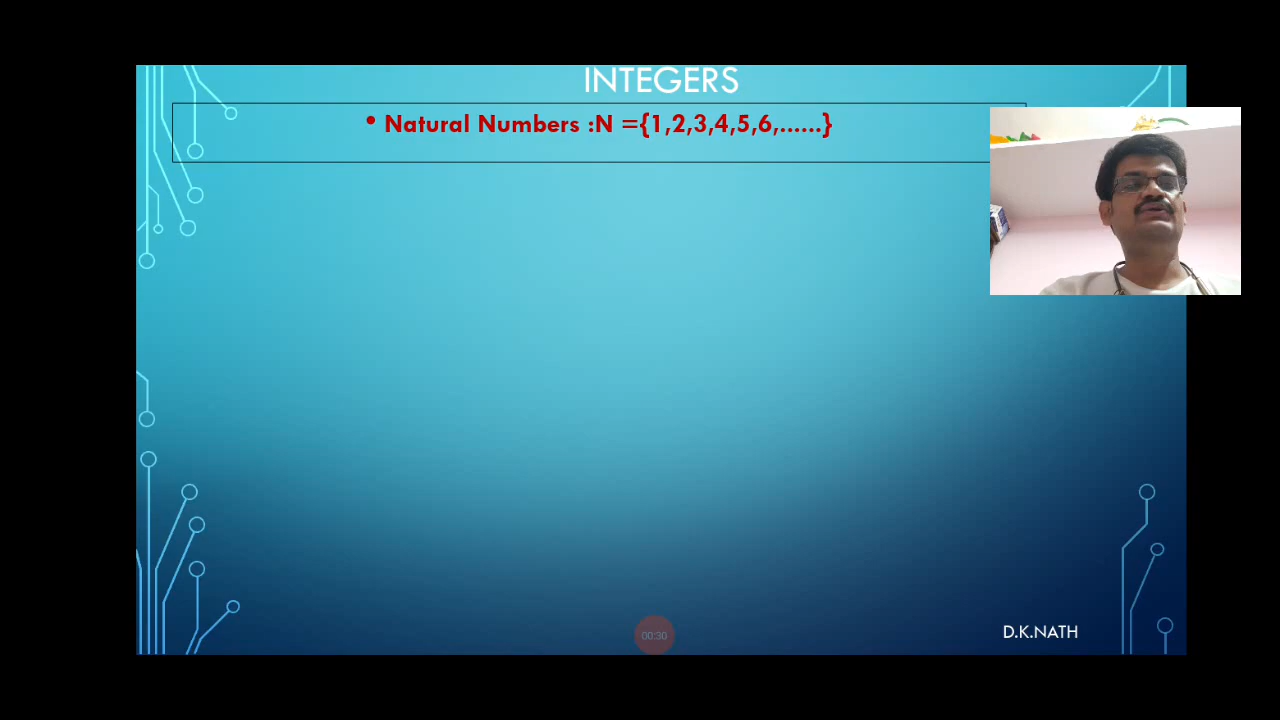 INTEGERS
• Natural Numbers :N ={1,2,3,4,5,6,......}
00:30
D.K.NATH